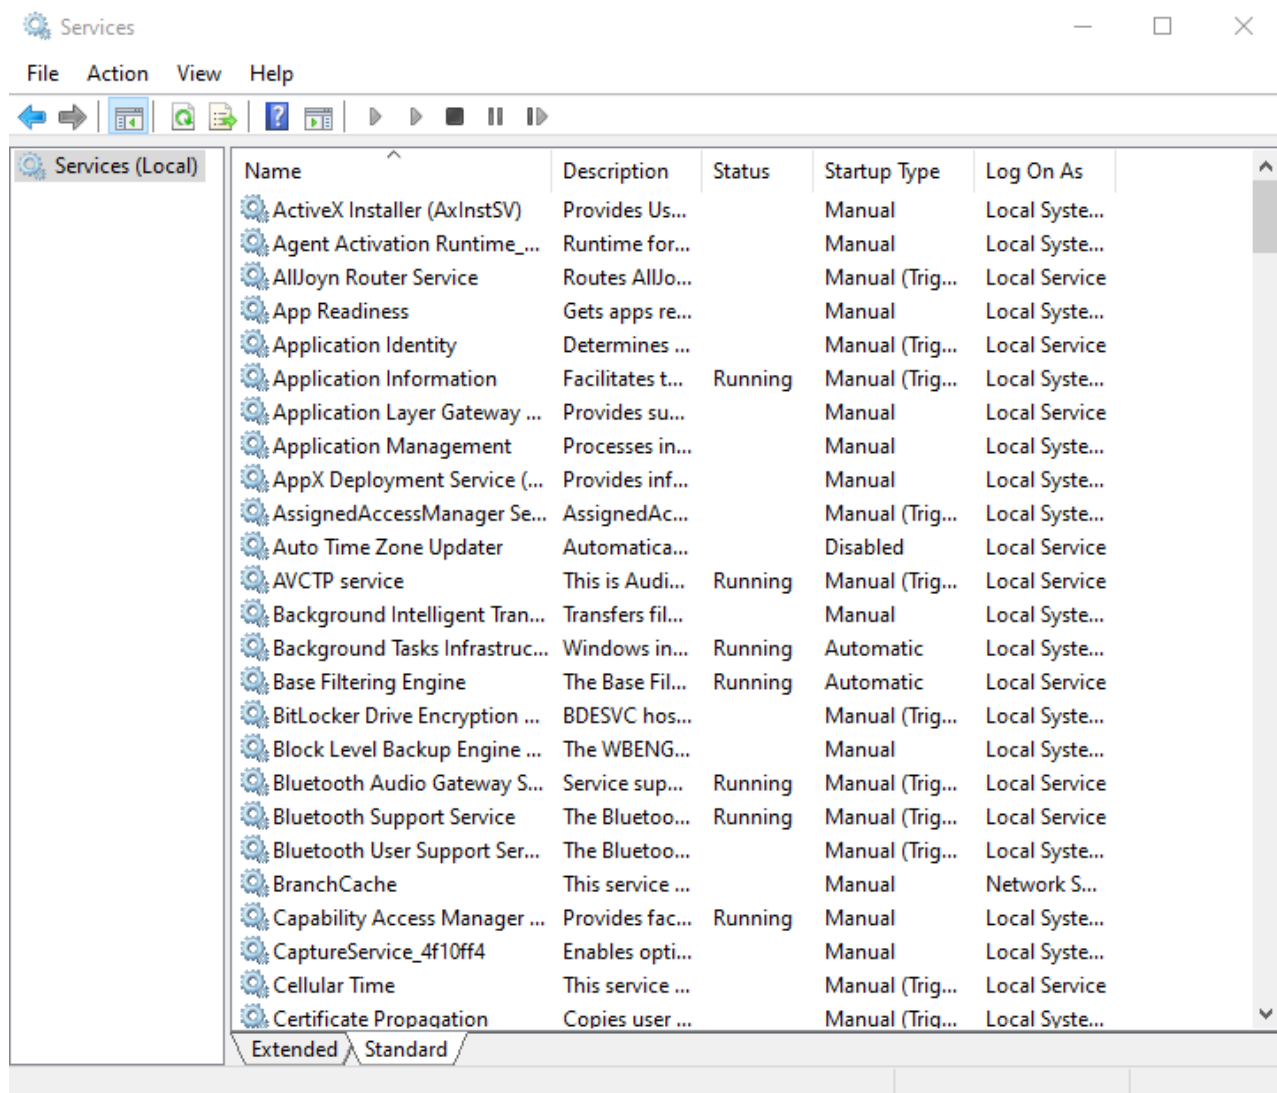 Services
File Action View Help
Services (Local)
Name Description Status Startup Type Log On As
ActiveX Installer (AxInstSV) Provides Us... Manual Local Syste...
Agent Activation Runtime_... Runtime for... Manual Local Syste...
AllJoyn Router Service Routes AllJo... Manual (Trig... Local Service
App Readiness Gets apps re... Manual Local Syste...
Application Identity Determines ... Manual (Trig... Local Service
Application Information Facilitates t... Running Manual (Trig... Local Syste...
Application Layer Gateway ... Provides su... Manual Local Service
Application Management Processes in... Manual Local Syste...
AppX Deployment Service (... Provides inf... Manual Local Syste...
AssignedAccessManager Se... AssignedAc... Manual (Trig... Local Syste...
Auto Time Zone Updater Automatica... Disabled Local Service
AVCTP service This is Audi... Running Manual (Trig... Local Service
Background Intelligent Tran... Transfers fil... Manual Local Syste...
Background Tasks Infrastruc... Windows in... Running Automatic Local Syste...
Base Filtering Engine The Base Fil... Running Automatic Local Service
BitLocker Drive Encryption ... BDESVC hos... Manual (Trig... Local Syste...
Block Level Backup Engine ... The WBENG... Manual Local Syste...
Bluetooth Audio Gateway S... Service sup... Running Manual (Trig... Local Service
Bluetooth Support Service The Bluetoo... Running Manual (Trig... Local Service
Bluetooth User Support Ser... The Bluetoo... Manual (Trig... Local Syste...
BranchCache This service ... Manual Network S...
Capability Access Manager ... Provides fac... Running Manual Local Syste...
CaptureService_4f10ff4 Enables opti... Manual Local Syste...
Cellular Time This service ... Manual (Trig... Local Service
Certificate Propagation Copies user ... Manual (Trig... Local Syste...
Extended Standard